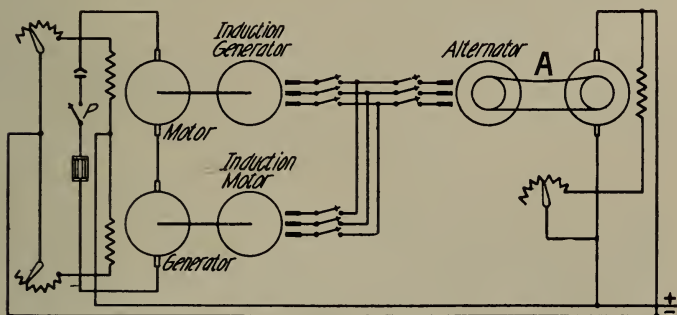 Induction
Generator
Alternator
A
P
Motor
Induction
Motor
Generator
+
−